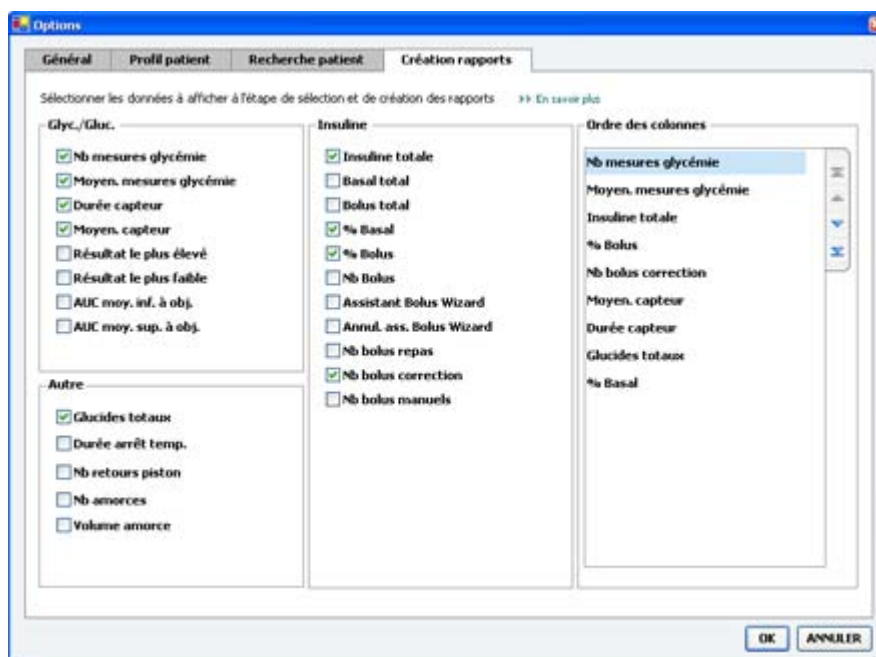 Options
Général
Profil patient
Recherche patient
Création rapports
Sélectionner les données à afficher à l'étape de sélection et de création des rapports
>> En savoir plus
Glyc./Gluc.
Nb mesures glycémie
Moyen. mesures glycémie
Durée capteur
Moyen. capteur
Résultat le plus élevé
Résultat le plus faible
AUC moy. inf. à obj.
AUC moy. sup. à obj.
Autre
Glucides totaux
Durée arrêt temp.
Nb retours piston
Nb amorces
Volume amorce
Insuline
Insuline totale
Basal total
Bolus total
% Basal
% Bolus
Nb Bolus
Assistant Bolus Wizard
Annul. ass. Bolus Wizard
Nb bolus repas
Nb bolus correction
Nb bolus manuels
Ordre des colonnes
Nb mesures glycémie
Moyen. mesures glycémie
Insuline totale
% Bolus
Nb bolus correction
Moyen. capteur
Durée capteur
Glucides totaux
% Basal
OK
ANNULER